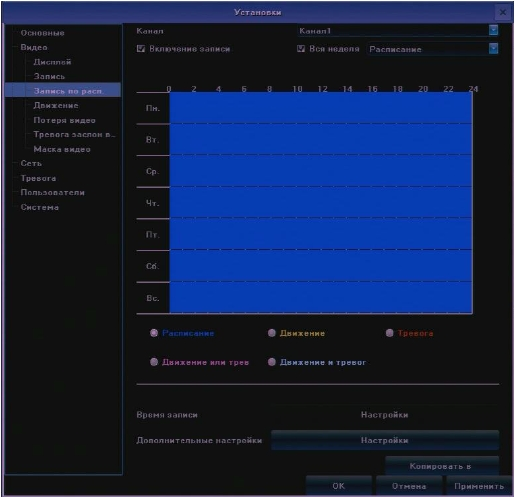 Установки
Основные
Видео
Дисплей
Запись
Запись по расп.
Движение
Потеря видео
Тревога заслон в..
Маска видео
Сеть
Тревога
Пользователи
Система
Канал Канал1
Включение записи Вся неделя Расписание
0 2 4 6 8 10 12 14 16 18 20 22 24
Пн.
Вт.
Ср.
Чт.
Пт.
Сб.
Вс.
Расписание Движение Тревога
Движение или трев Движение и тревог
Время записи Настройки
Дополнительные настройки Настройки
Копировать в
OK Отмена Применить